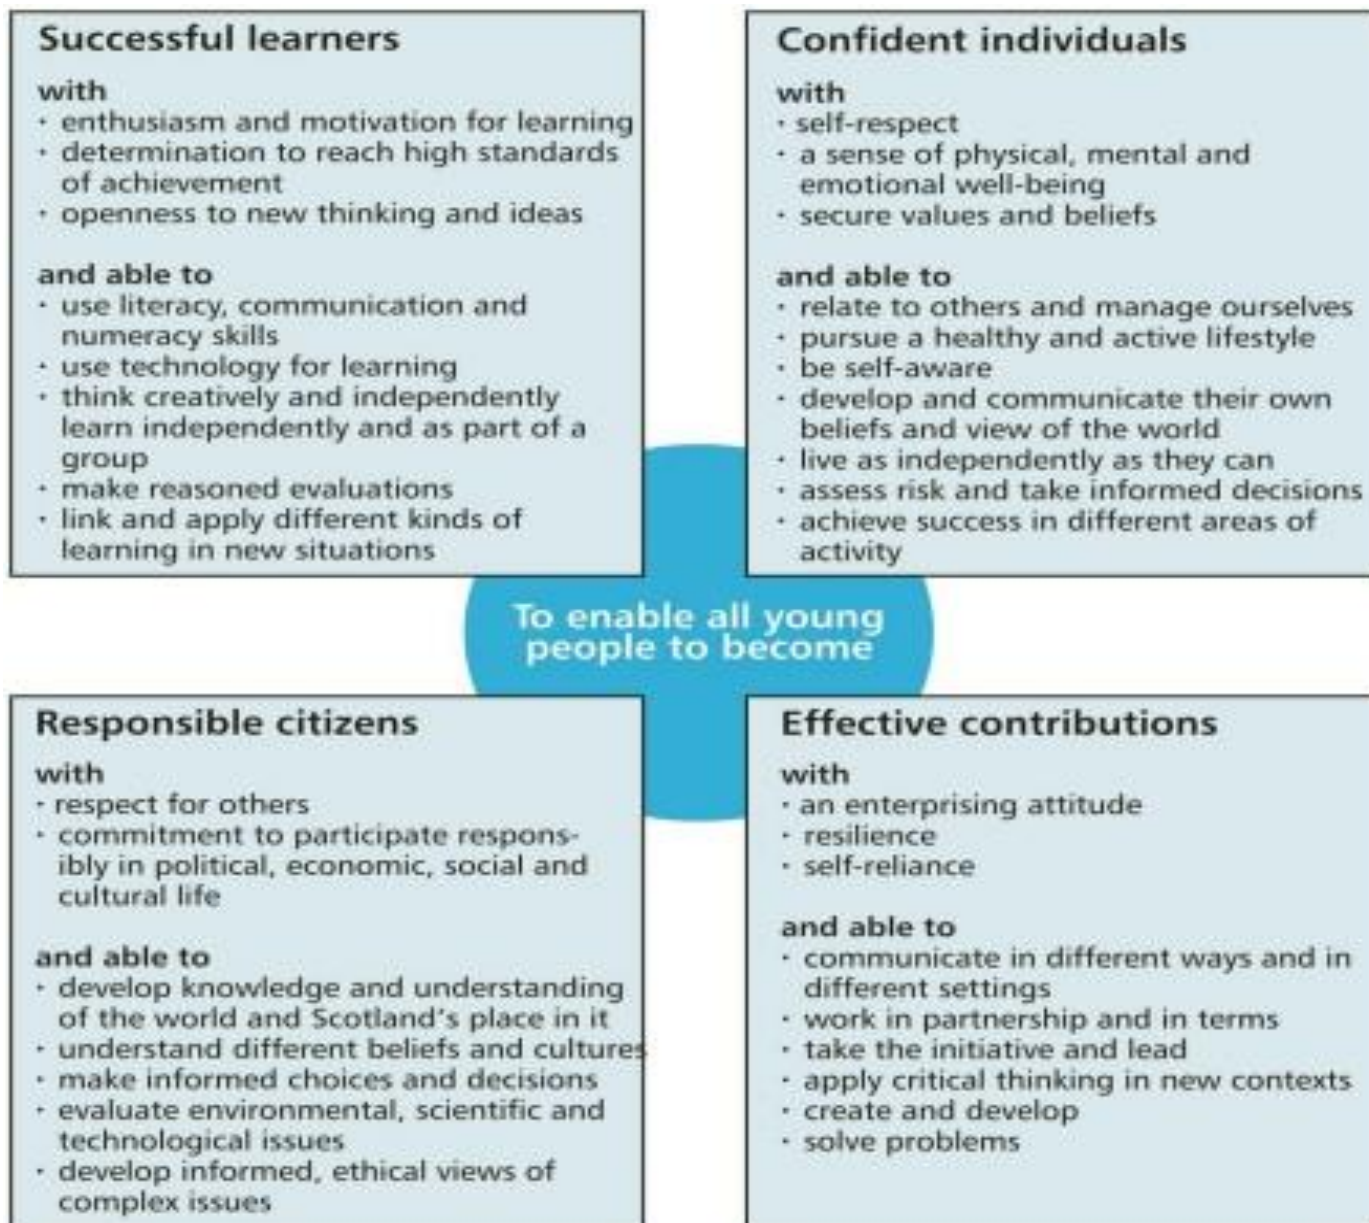 Successful learners
with
· enthusiasm and motivation for learning
· determination to reach high standards
of achievement
· openness to new thinking and ideas
and able to
· use literacy, communication and
numeracy skills
· use technology for learning
· think creatively and independently
learn independently and as part of a
group
· make reasoned evaluations
· link and apply different kinds of
learning in new situations
Confident individuals
with
· self-respect
· a sense of physical, mental and
emotional well-being
· secure values and beliefs
and able to
· relate to others and manage ourselves
· pursue a healthy and active lifestyle
· be self-aware
· develop and communicate their own
beliefs and view of the world
· live as independently as they can
· assess risk and take informed decisions
· achieve success in different areas of
activity
To enable all young
people to become
Responsible citizens
with
· respect for others
· commitment to participate respons-
ibly in political, economic, social and
cultural life
and able to
· develop knowledge and understanding
of the world and Scotland's place in it
· understand different beliefs and cultures
· make informed choices and decisions
· evaluate environmental, scientific and
technological issues
· develop informed, ethical views of
complex issues
Effective contributions
with
· an enterprising attitude
· resilience
· self-reliance
and able to
· communicate in different ways and in
different settings
· work in partnership and in terms
· take the initiative and lead
· apply critical thinking in new contexts
· create and develop
· solve problems